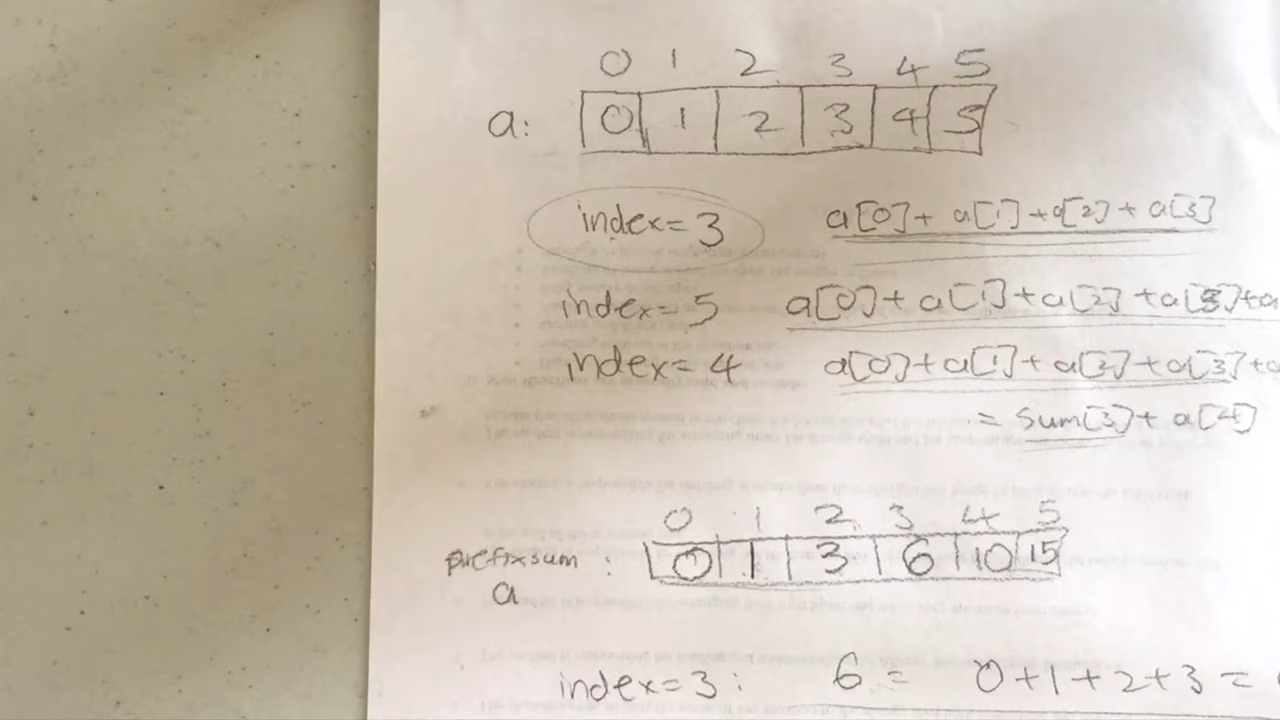 0 1 2 3 4 5
a: 0 1 2 3 4 5
index=3 a[0]+ a[1]+a[2]+ a[3]
index=5 a[0]+ a[1]+a[2] +a[3]+a
index=4 a[0]+a[1]+ a[2]+a[3]+a
= sum[3]+ a[4]
0 1 2 3 4 5
prefixsum : 0 1 3 6 10 15
a
index=3: 6 = 0+1+2+3 =